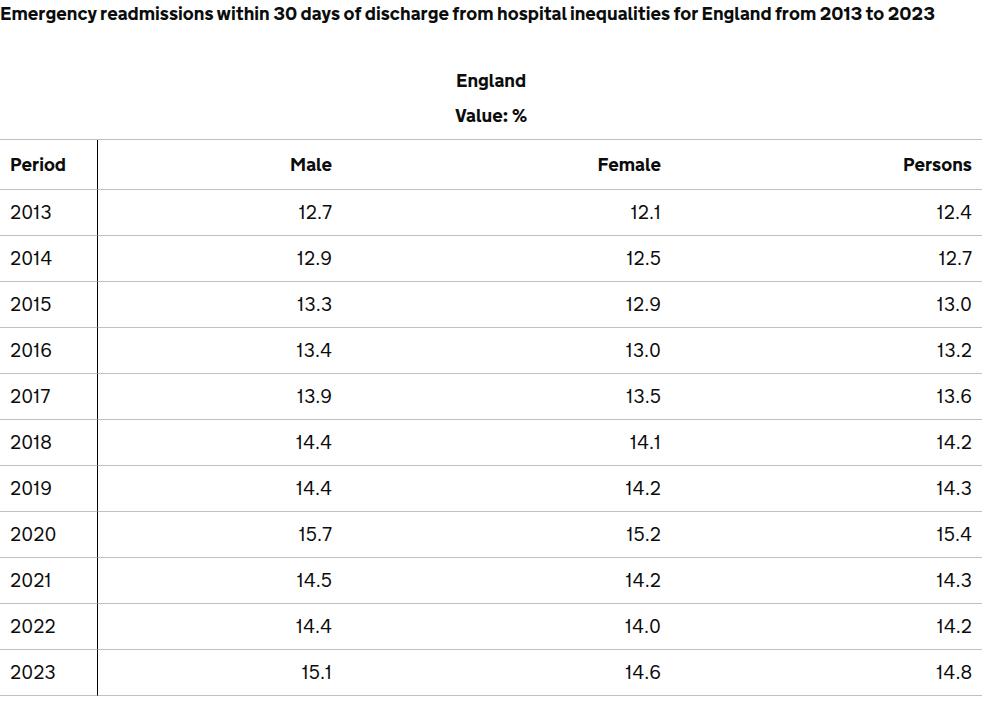 Emergency readmissions within 30 days of discharge from hospital inequalities for England from 2013 to 2023
England
Value: %
Period Male Female Persons
2013 12.7 12.1 12.4
2014 12.9 12.5 12.7
2015 13.3 12.9 13.0
2016 13.4 13.0 13.2
2017 13.9 13.5 13.6
2018 14.4 14.1 14.2
2019 14.4 14.2 14.3
2020 15.7 15.2 15.4
2021 14.5 14.2 14.3
2022 14.4 14.0 14.2
2023 15.1 14.6 14.8